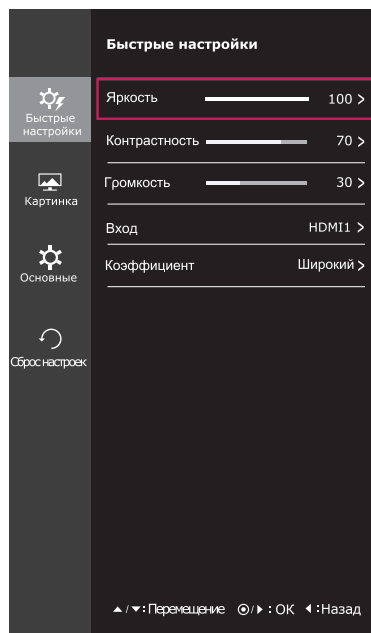 Быстрые настройки
Быстрые
настройки
Картинка
Основные
Сброс настроек
Яркость 100 >
Контрастность 70 >
Громкость 30 >
Вход HDMI1 >
Коэффициент Широкий >
▲/▼:Перемещение ◉/▶ : OK ◀:Назад